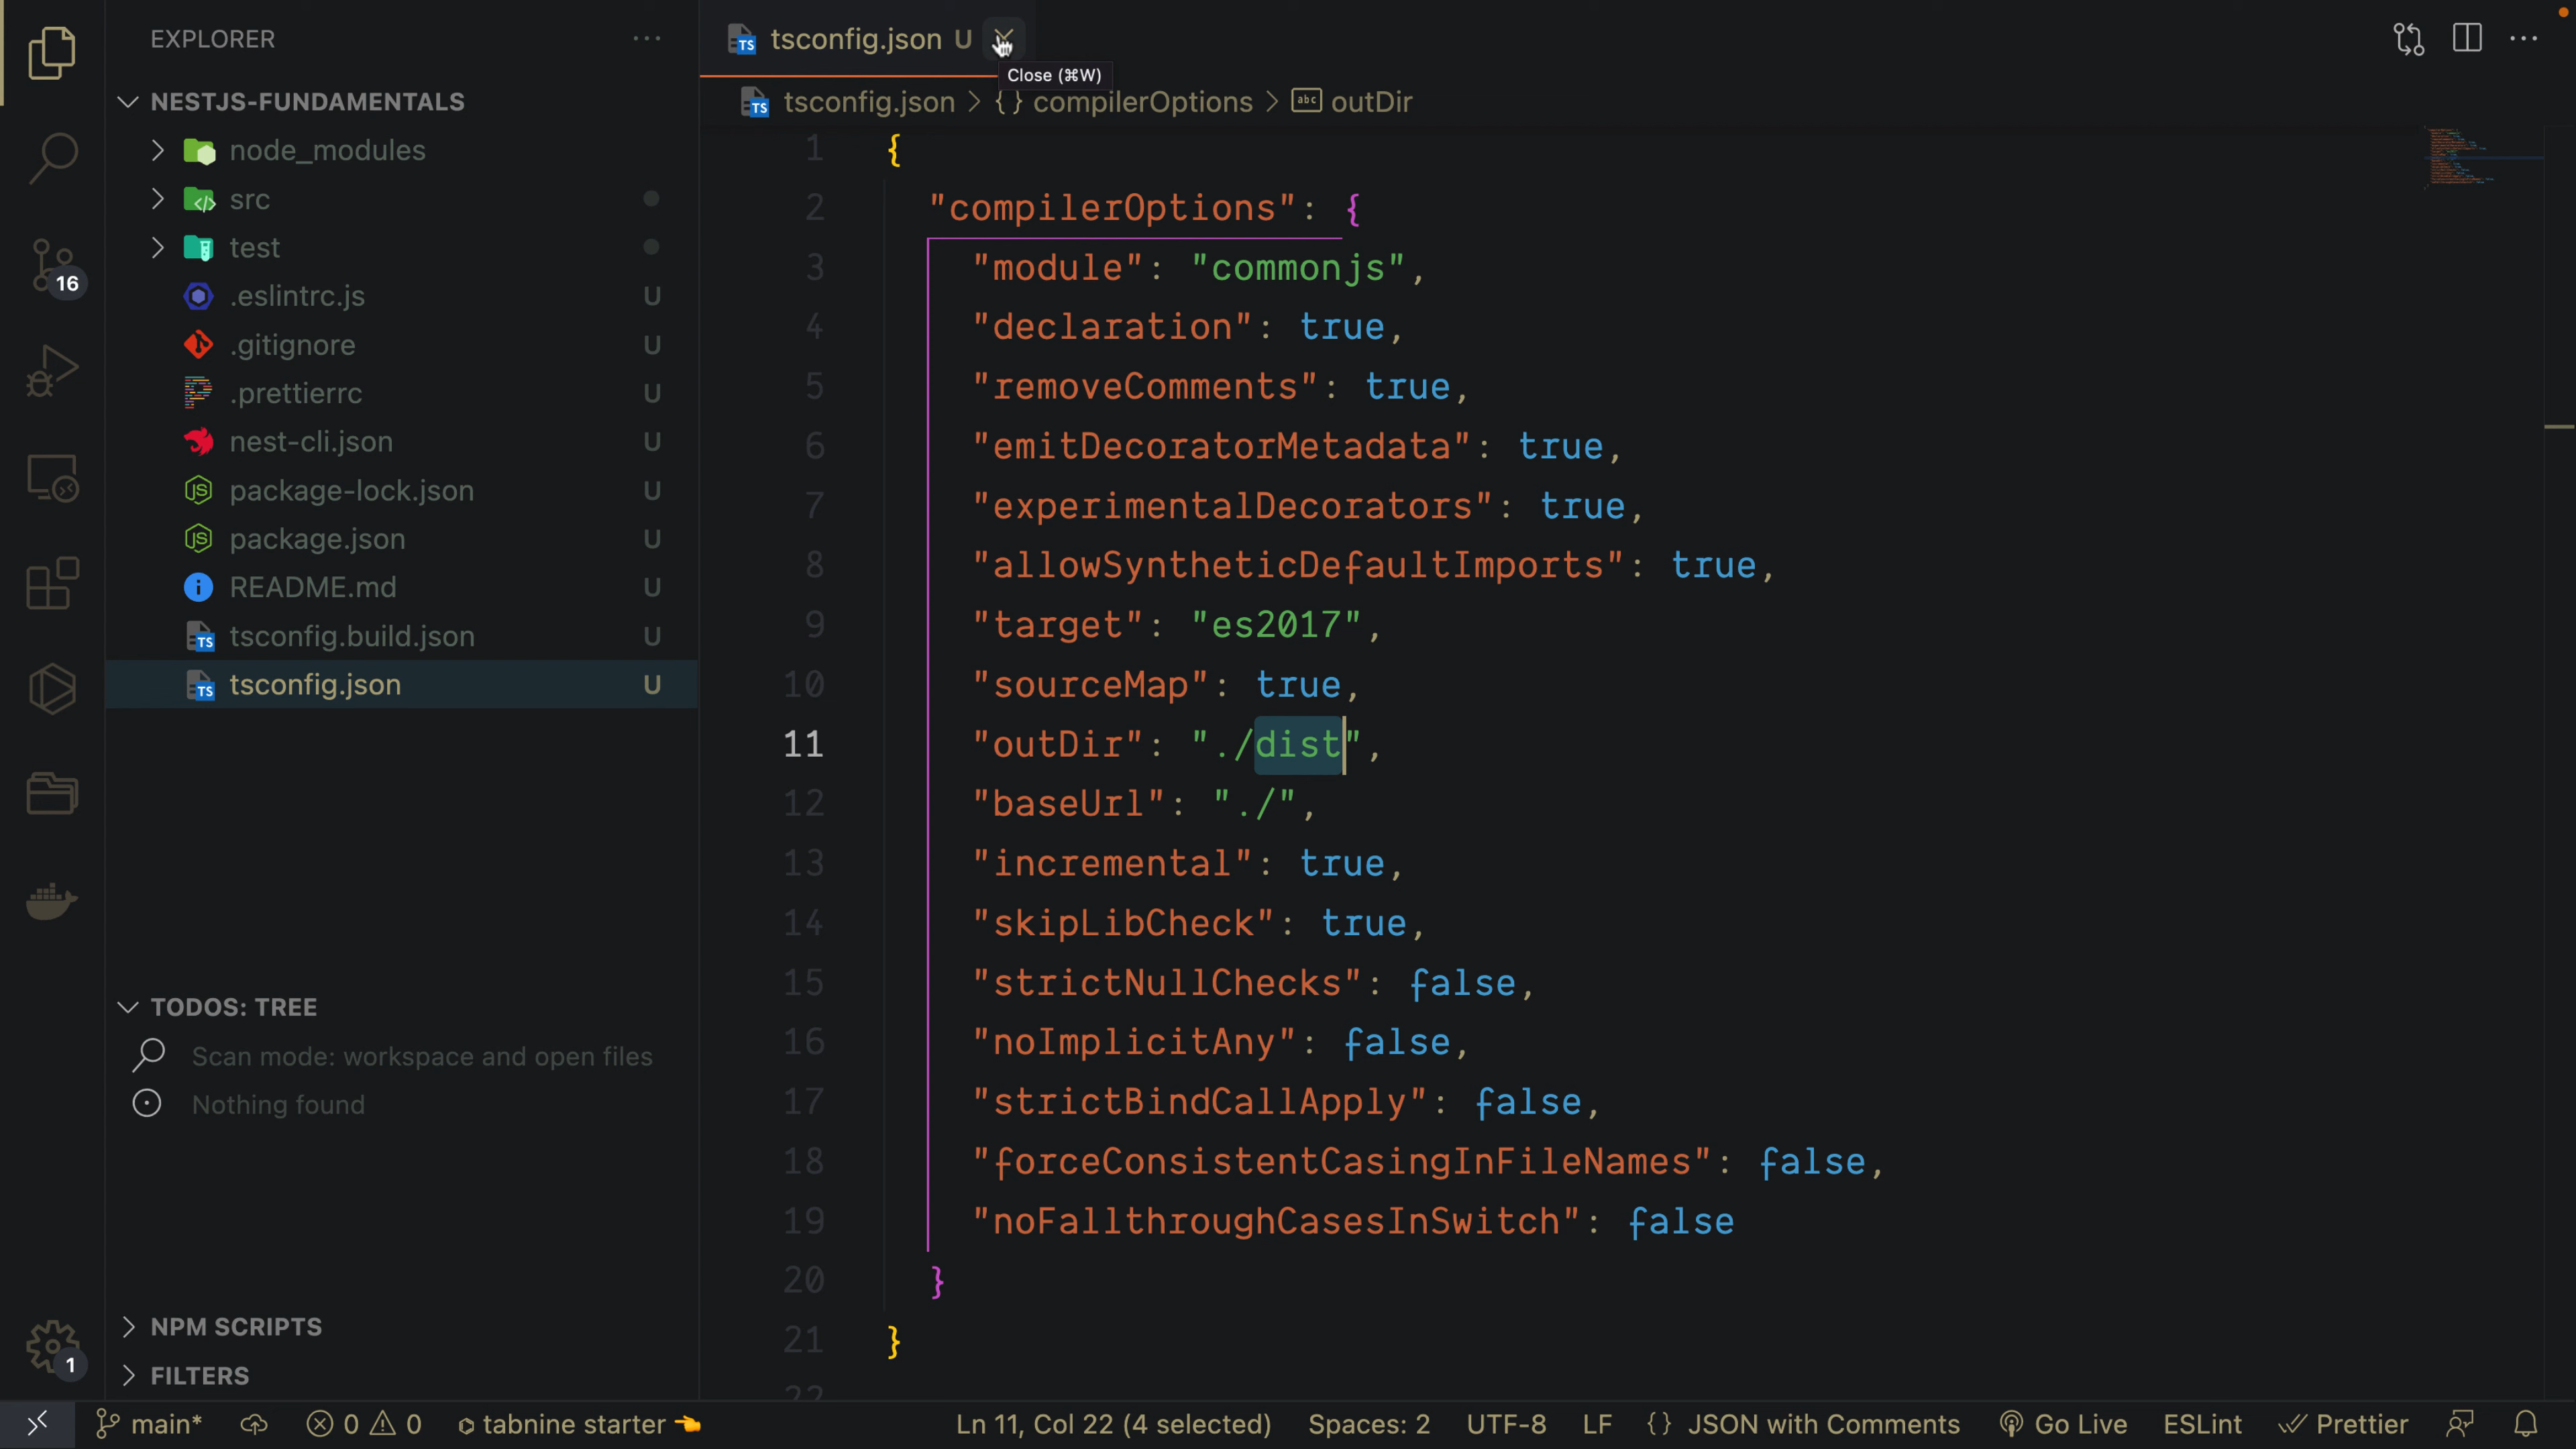 EXPLORER
NESTJS-FUNDAMENTALS
node_modules
src
test
.eslintrc.js U
.gitignore U
.prettierrc U
nest-cli.json U
package-lock.json U
package.json U
README.md U
tsconfig.build.json U
tsconfig.json U
TODOS: TREE
Scan mode: workspace and open files
Nothing found
NPM SCRIPTS
FILTERS
16
1
tsconfig.json U
Close (⌘W)
tsconfig.json > {} compilerOptions > abc outDir
1 {
2 "compilerOptions": {
3 "module": "commonjs",
4 "declaration": true,
5 "removeComments": true,
6 "emitDecoratorMetadata": true,
7 "experimentalDecorators": true,
8 "allowSyntheticDefaultImports": true,
9 "target": "es2017",
10 "sourceMap": true,
11 "outDir": "./dist",
12 "baseUrl": "./",
13 "incremental": true,
14 "skipLibCheck": true,
15 "strictNullChecks": false,
16 "noImplicitAny": false,
17 "strictBindCallApply": false,
18 "forceConsistentCasingInFileNames": false,
19 "noFallthroughCasesInSwitch": false
20 }
21 }
22
main* 0 0 tabnine starter 👈 Ln 11, Col 22 (4 selected) Spaces: 2 UTF-8 LF {} JSON with Comments Go Live ESLint Prettier